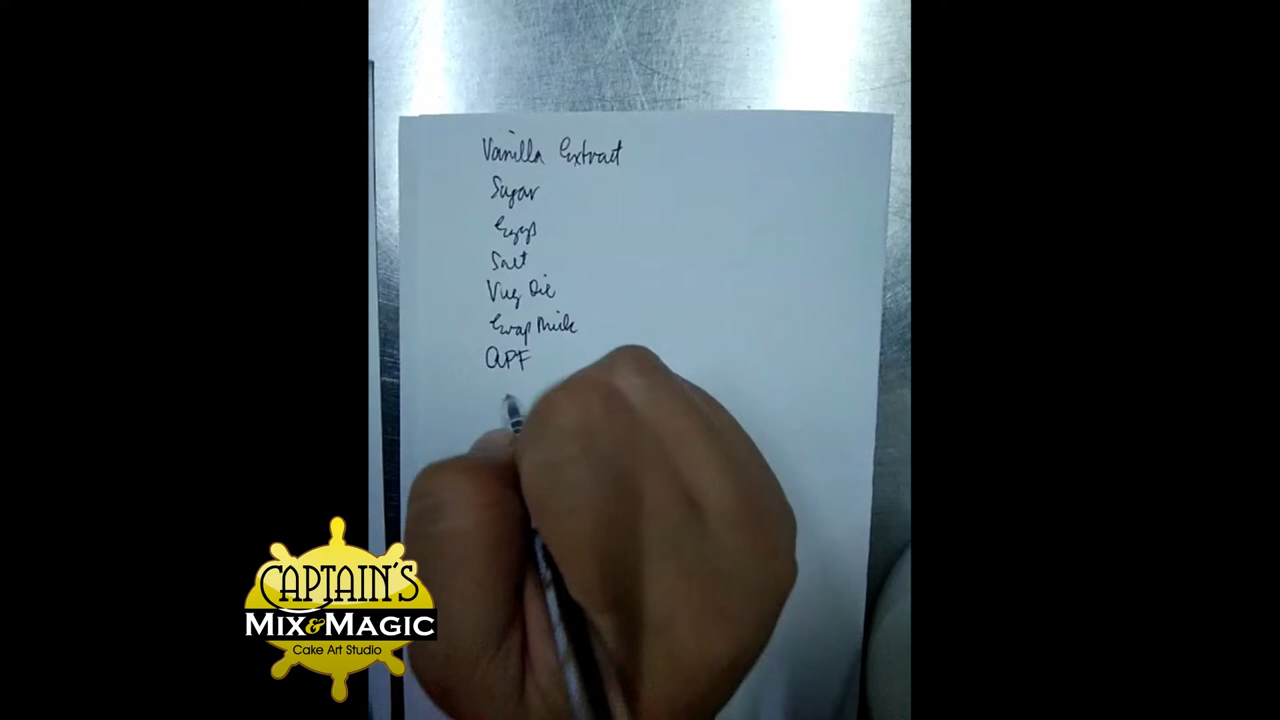 Vanilla Extract
Sugar
Eggs
Salt
Veg Oil
Evap Milk
APF
CAPTAIN'S
MIX & MAGIC
Cake Art Studio